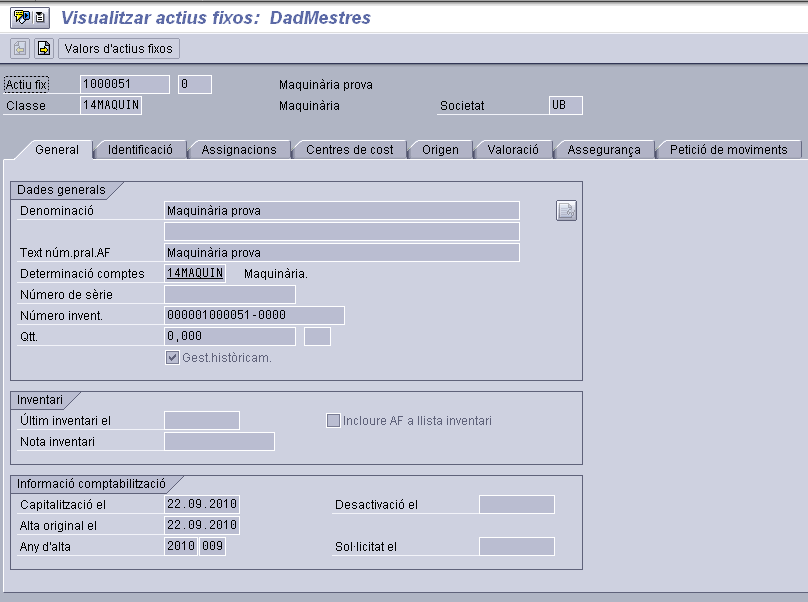 Visualitzar actius fixos: DadMestres
Valors d'actius fixos
Actiu fix 1000051 0 Maquinària prova
Classe 14MAQUIN Maquinària Societat UB
General Identificació Assignacions Centres de cost Origen Valoració Assegurança Petició de moviments
Dades generals
Denominació Maquinària prova
Text núm.pral.AF Maquinària prova
Determinació comptes 14MAQUIN Maquinària.
Número de sèrie
Número invent. 000001000051-0000
Qtt. 0,000
Gest.històricam.
Inventari
Últim inventari el Incloure AF a llista inventari
Nota inventari
Informació comptabilització
Capitalització el 22.09.2010 Desactivació el
Alta original el 22.09.2010
Any d'alta 2010 009 Sol·licitat el